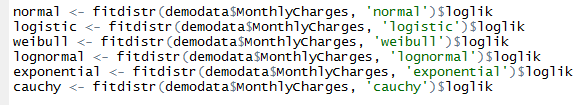 normal <- fitdistr(demodata$MonthlyCharges, 'normal')$loglik
logistic <- fitdistr(demodata$MonthlyCharges, 'logistic')$loglik
weibull <- fitdistr(demodata$MonthlyCharges, 'weibull')$loglik
lognormal <- fitdistr(demodata$MonthlyCharges, 'lognormal')$loglik
exponential <- fitdistr(demodata$MonthlyCharges, 'exponential')$loglik
cauchy <- fitdistr(demodata$MonthlyCharges, 'cauchy')$loglik